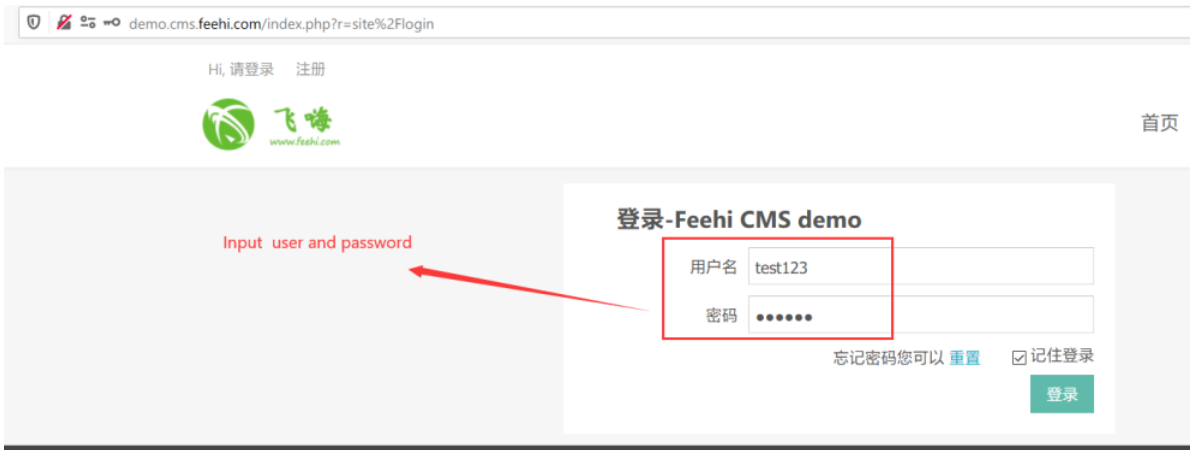 demo.cms.feehi.com/index.php?r=site%2Flogin
Hi, 请登录 注册
飞嗨
www.feehi.com
首页
登录-Feehi CMS demo
Input user and password
用户名 test123
密码 ••••••
忘记密码您可以 重置 记住登录
登录